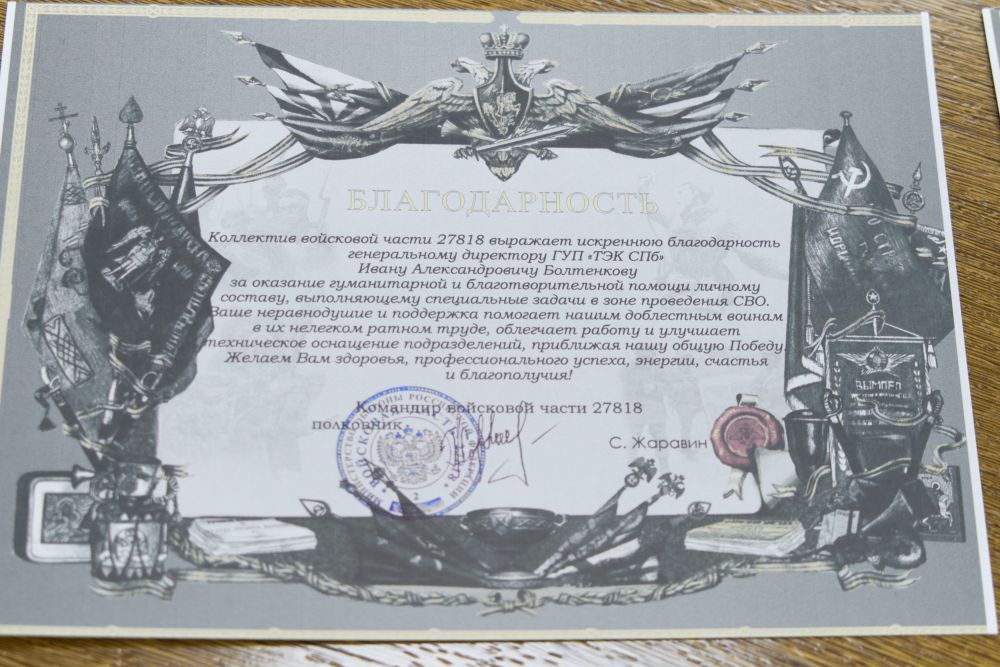 БЛАГОДАРНОСТЬ
Коллектив войсковой части 27818 выражает искреннюю благодарность
генеральному директору ГУП «ТЭК СПб»
Ивану Александровичу Болтенкову
за оказание гуманитарной и благотворительной помощи личному
составу, выполняющему специальные задачи в зоне проведения СВО.
Ваше неравнодушие и поддержка помогает нашим доблестным воинам
в их нелегком ратном труде, облегчает работу и улучшает
техническое оснащение подразделений, приближая нашу общую Победу.
Желаем Вам здоровья, профессионального успеха, энергии, счастья
и благополучия!
Командир войсковой части 27818
полковник
С. Жаравин
ВЫМПЕЛ